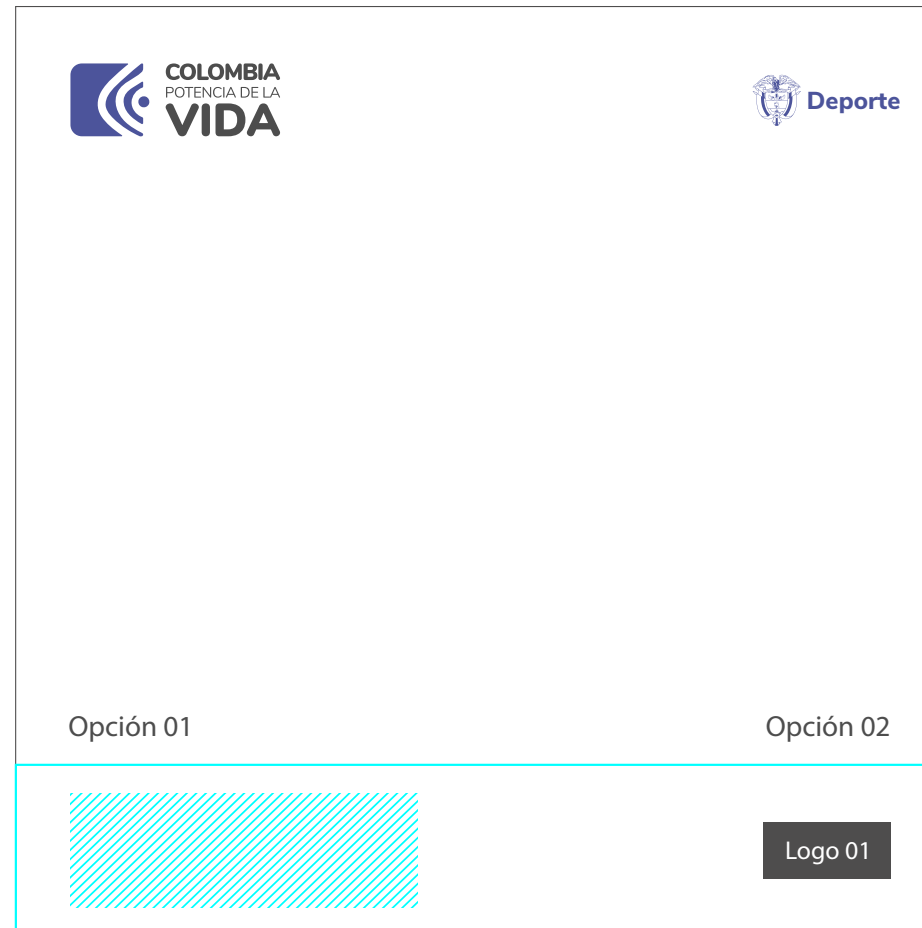 COLOMBIA
POTENCIA DE LA
VIDA
Deporte
Opción 01
Opción 02
Logo 01